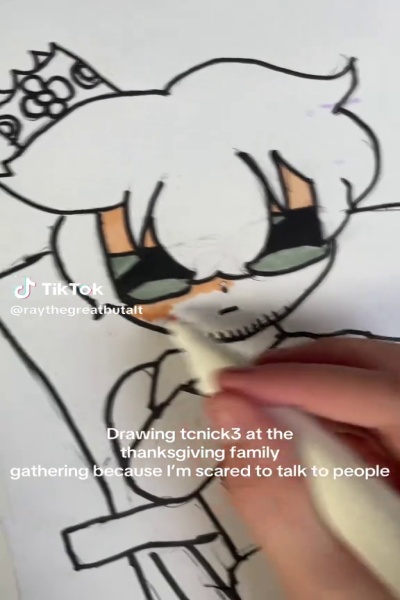 TikTok
@raythegreatbutalt
Drawing tcnick3 at the
thanksgiving family
gathering because I'm scared to talk to people